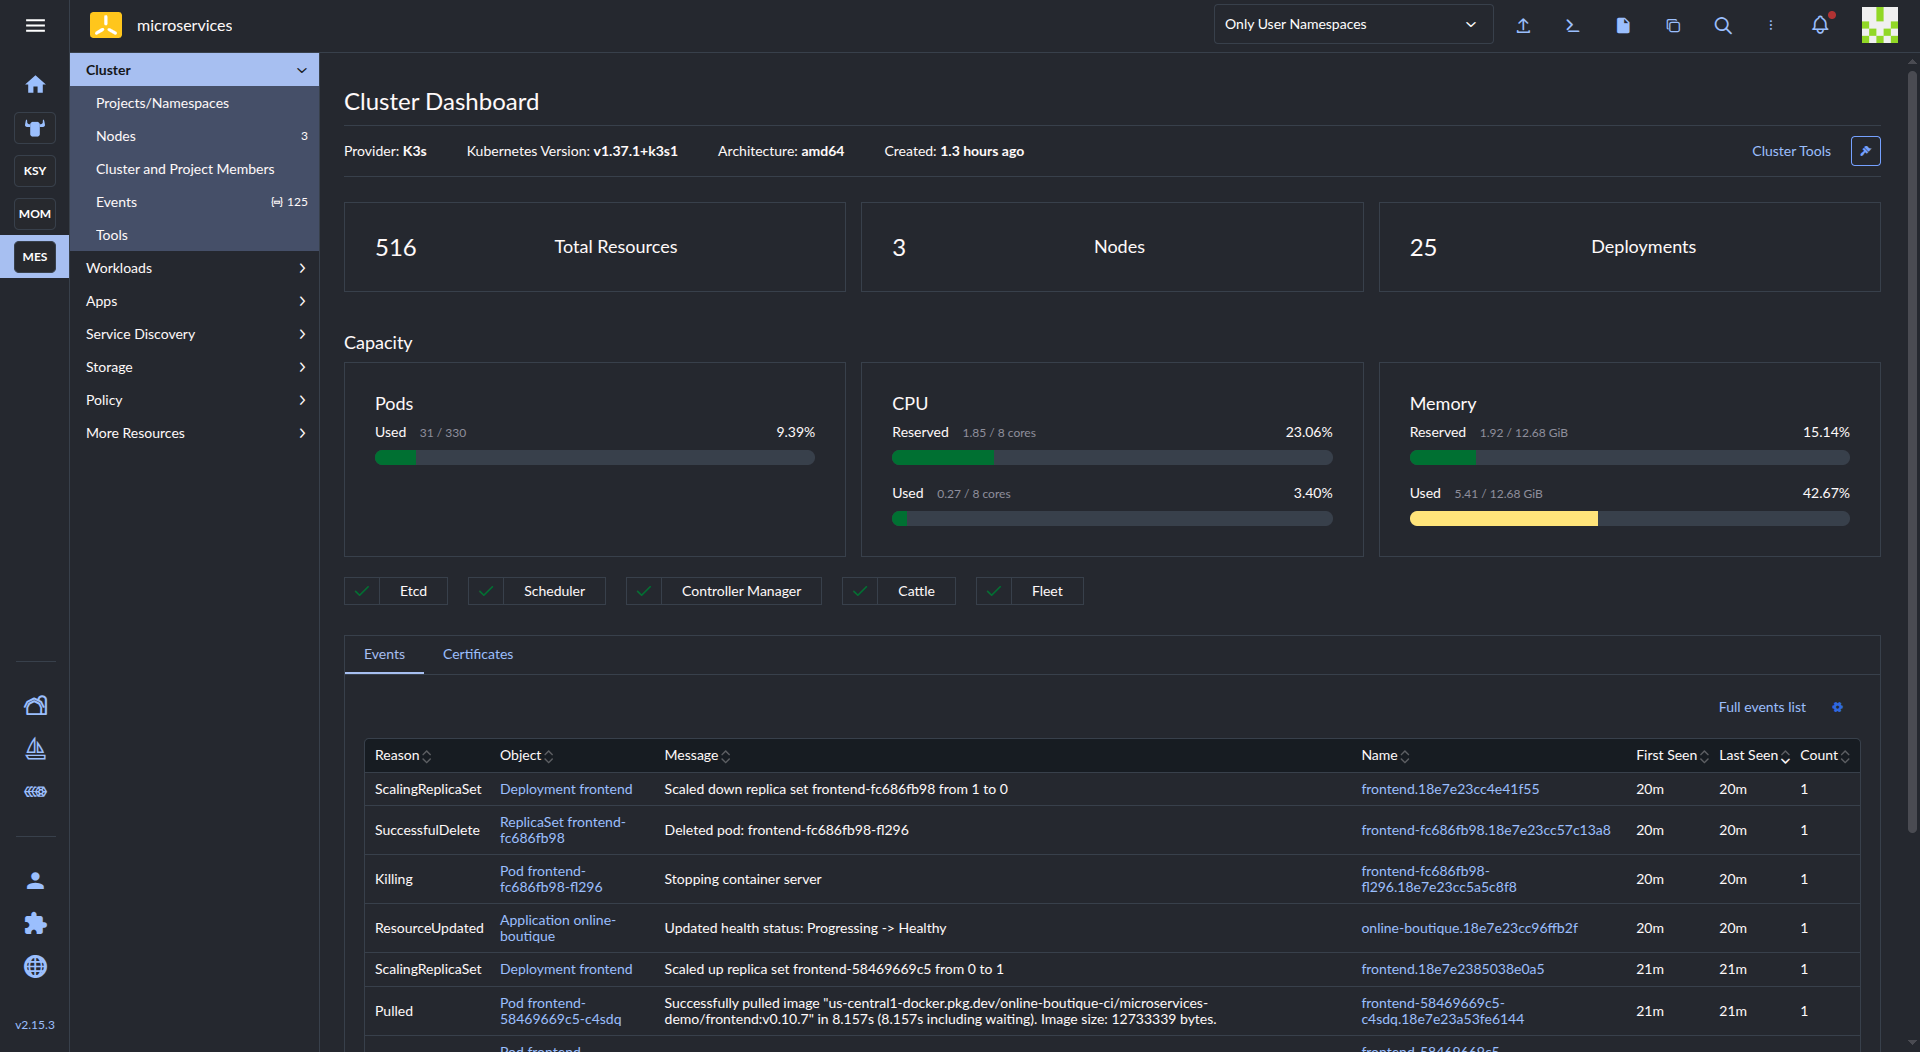 microservices
Only User Namespaces
Cluster
Projects/Namespaces
Nodes 3
Cluster and Project Members
Events 125
Tools
Workloads
Apps
Service Discovery
Storage
Policy
More Resources
KSY
MOM
MES
v2.15.3
Cluster Dashboard
Provider: K3s Kubernetes Version: v1.37.1+k3s1 Architecture: amd64 Created: 1.3 hours ago Cluster Tools
516 Total Resources
3 Nodes
25 Deployments
Capacity
Pods
Used 31 / 330 9.39%
CPU
Reserved 1.85 / 8 cores 23.06%
Used 0.27 / 8 cores 3.40%
Memory
Reserved 1.92 / 12.68 GiB 15.14%
Used 5.41 / 12.68 GiB 42.67%
Etcd Scheduler Controller Manager Cattle Fleet
Events Certificates
Full events list
Reason Object Message Name First Seen Last Seen Count
ScalingReplicaSet Deployment frontend Scaled down replica set frontend-fc686fb98 from 1 to 0 frontend.18e7e23cc4e41f55 20m 20m 1
ReplicaSet frontend-
SuccessfulDelete fc686fb98 Deleted pod: frontend-fc686fb98-fl296 frontend-fc686fb98.18e7e23cc57c13a8 20m 20m 1
Pod frontend- frontend-fc686fb98-
Killing fc686fb98-fl296 Stopping container server fl296.18e7e23cc5a5c8f8 20m 20m 1
Application online-
ResourceUpdated boutique Updated health status: Progressing -> Healthy online-boutique.18e7e23cc96ffb2f 20m 20m 1
ScalingReplicaSet Deployment frontend Scaled up replica set frontend-58469669c5 from 0 to 1 frontend.18e7e2385038e0a5 21m 21m 1
Pod frontend- Successfully pulled image "us-central1-docker.pkg.dev/online-boutique-ci/microservices- frontend-58469669c5-
Pulled 58469669c5-c4sdq demo/frontend:v0.10.7" in 8.157s (8.157s including waiting). Image size: 12733339 bytes. c4sdq.18e7e23a53fe6144 21m 21m 1
Pod frontend- frontend-58469669c5-